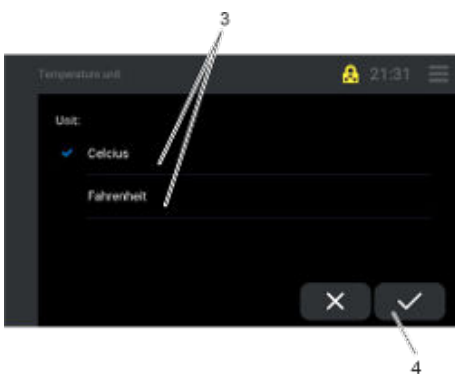 3
Temperature unit 21:31
Unit:
Celcius
Fahrenheit
4